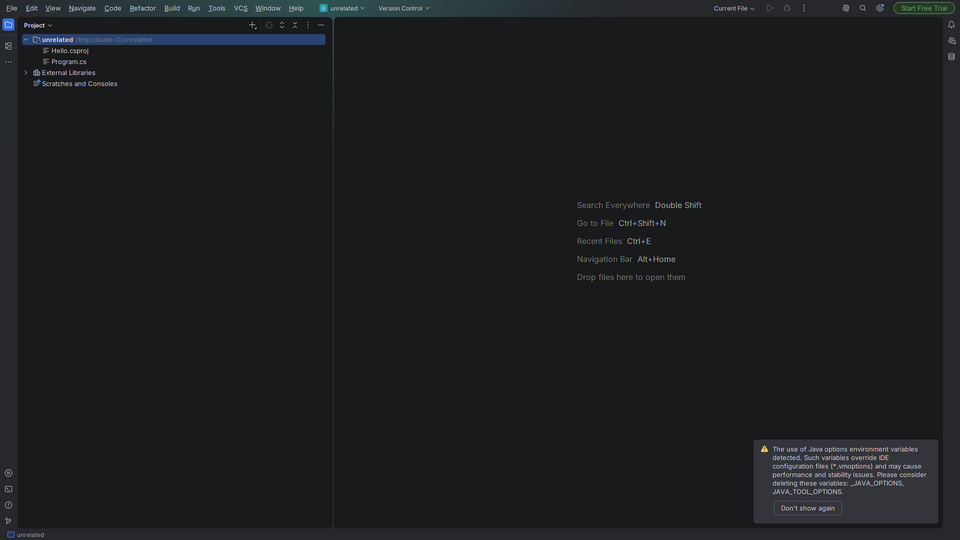 File Edit View Navigate Code Refactor Build Run Tools VCS Window Help U unrelated Version Control Current File Start Free Trial
Project
unrelated /tmp/claude-0/unrelated
Hello.csproj
Program.cs
External Libraries
Scratches and Consoles
Search Everywhere Double Shift
Go to File Ctrl+Shift+N
Recent Files Ctrl+E
Navigation Bar Alt+Home
Drop files here to open them
The use of Java options environment variables
detected. Such variables override IDE
configuration files (*.vmoptions) and may cause
performance and stability issues. Please consider
deleting these variables: _JAVA_OPTIONS,
JAVA_TOOL_OPTIONS.
Don't show again
unrelated